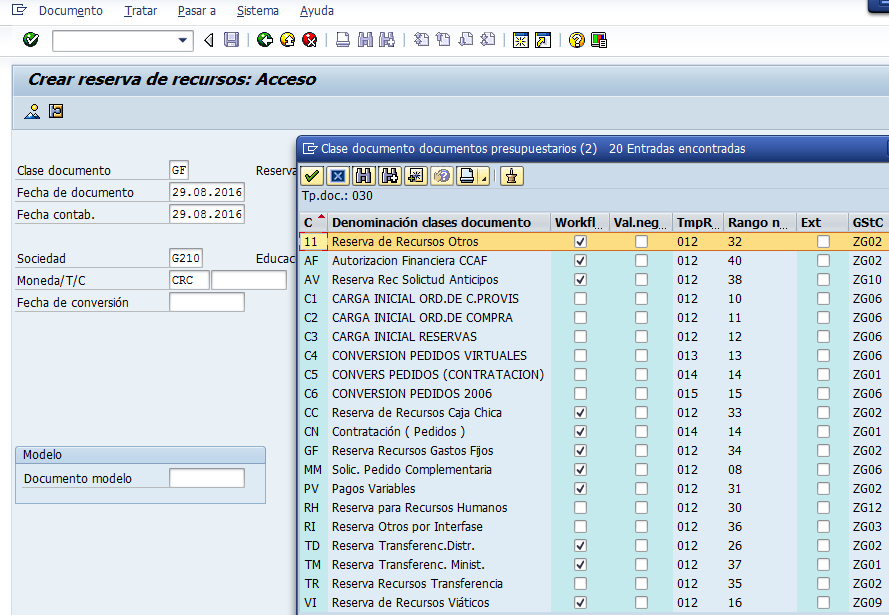 Documento Tratar Pasar a Sistema Ayuda
Crear reserva de recursos: Acceso
Clase documento GF Reserva
Fecha de documento 29.08.2016
Fecha contab. 29.08.2016
Sociedad G210 Educac
Moneda/T/C CRC
Fecha de conversión
Modelo
Documento modelo
Clase documento documentos presupuestarios (2) 20 Entradas encontradas
Tp.doc.: 030
C Denominación clases documento Workfl... Val.neg... TmpR... Rango n... Ext GStC
11 Reserva de Recursos Otros 012 32 ZG02
AF Autorizacion Financiera CCAF 012 40 ZG02
AV Reserva Rec Solictud Anticipos 012 38 ZG10
C1 CARGA INICIAL ORD.DE C.PROVIS 012 10 ZG06
C2 CARGA INICIAL ORD.DE COMPRA 012 11 ZG06
C3 CARGA INICIAL RESERVAS 012 12 ZG06
C4 CONVERSION PEDIDOS VIRTUALES 013 13 ZG06
C5 CONVERS PEDIDOS (CONTRATACION) 014 14 ZG01
C6 CONVERSION PEDIDOS 2006 015 15 ZG06
CC Reserva de Recursos Caja Chica 012 33 ZG02
CN Contratación ( Pedidos ) 014 14 ZG01
GF Reserva Recursos Gastos Fijos 012 34 ZG02
MM Solic. Pedido Complementaria 012 08 ZG06
PV Pagos Variables 012 31 ZG02
RH Reserva para Recursos Humanos 012 30 ZG12
RI Reserva Otros por Interfase 012 36 ZG03
TD Reserva Transferenc.Distr. 012 26 ZG02
TM Reserva Transferenc. Minist. 012 37 ZG01
TR Reserva Recursos Transferencia 012 35 ZG02
VI Reserva de Recursos Viáticos 012 16 ZG09